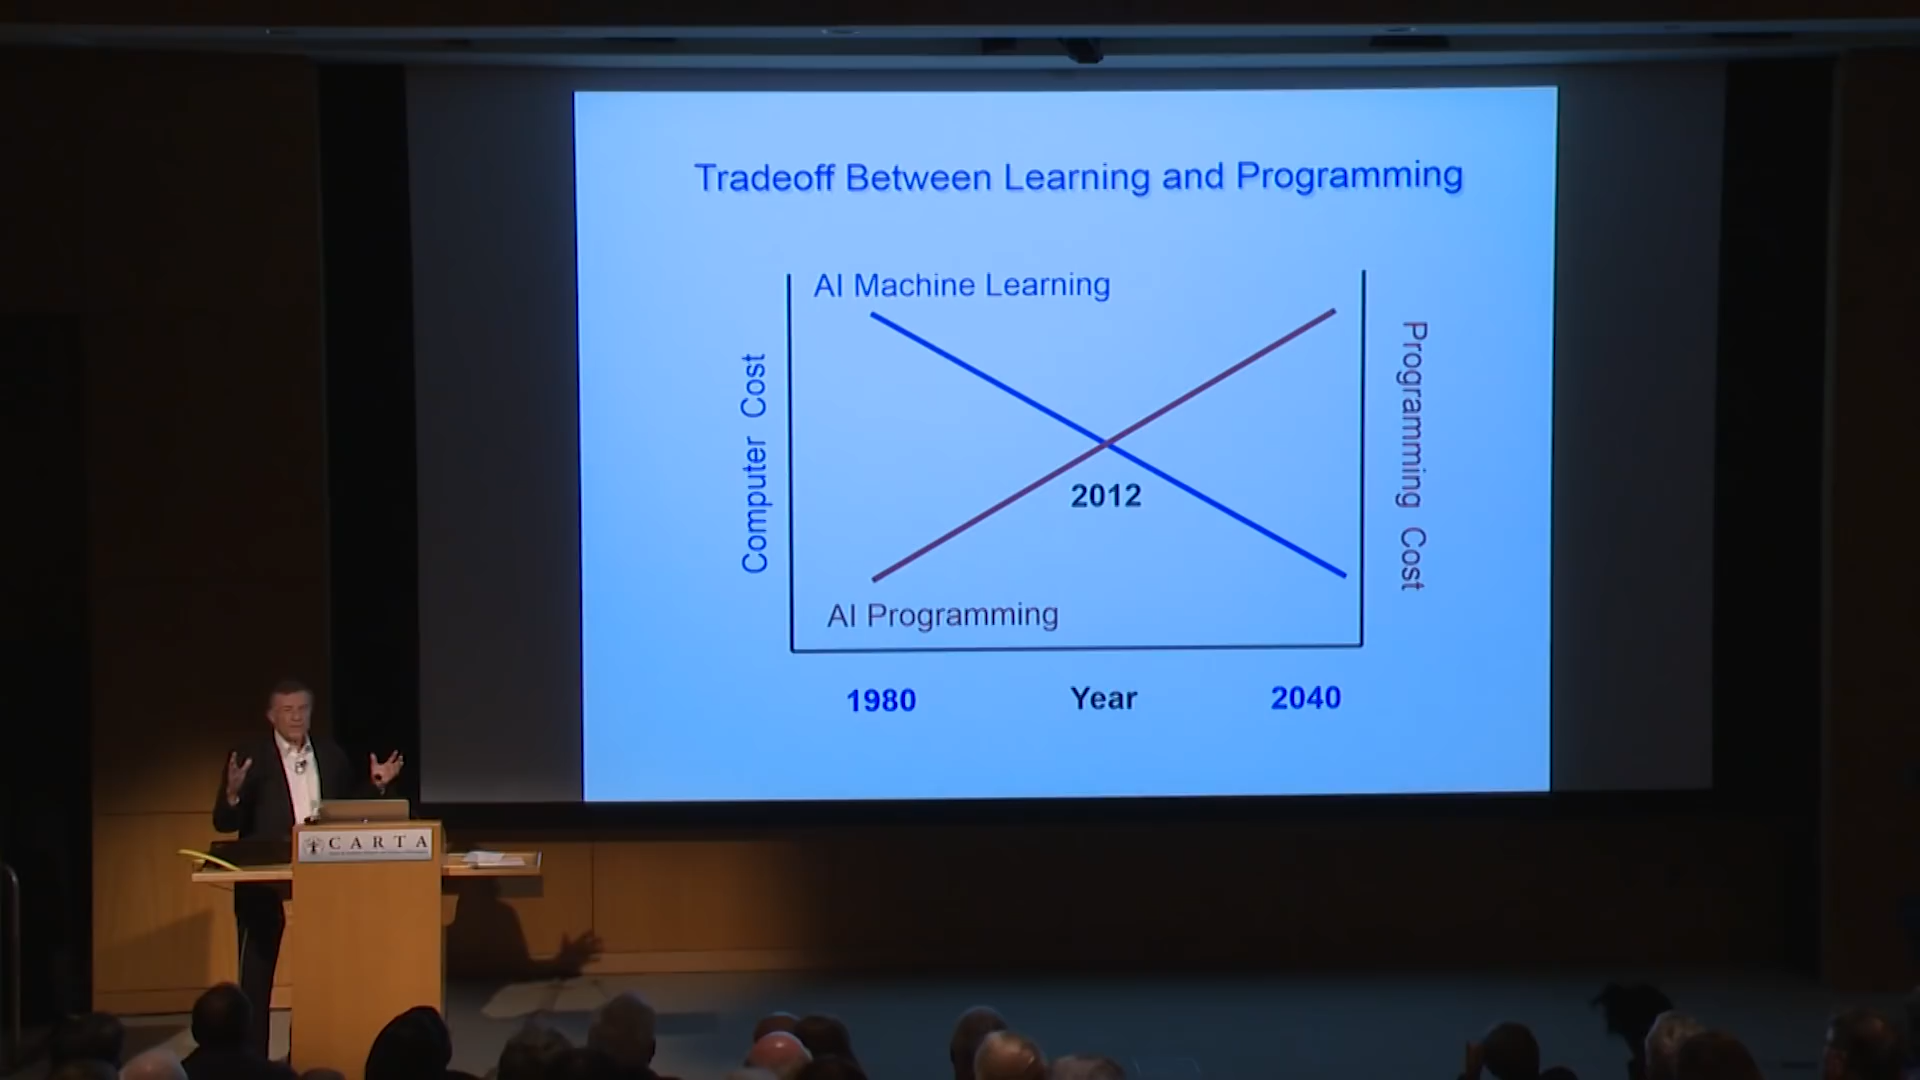 Tradeoff Between Learning and Programming
AI Machine Learning
Computer Cost
Programming Cost
2012
AI Programming
1980 Year 2040
CARTA